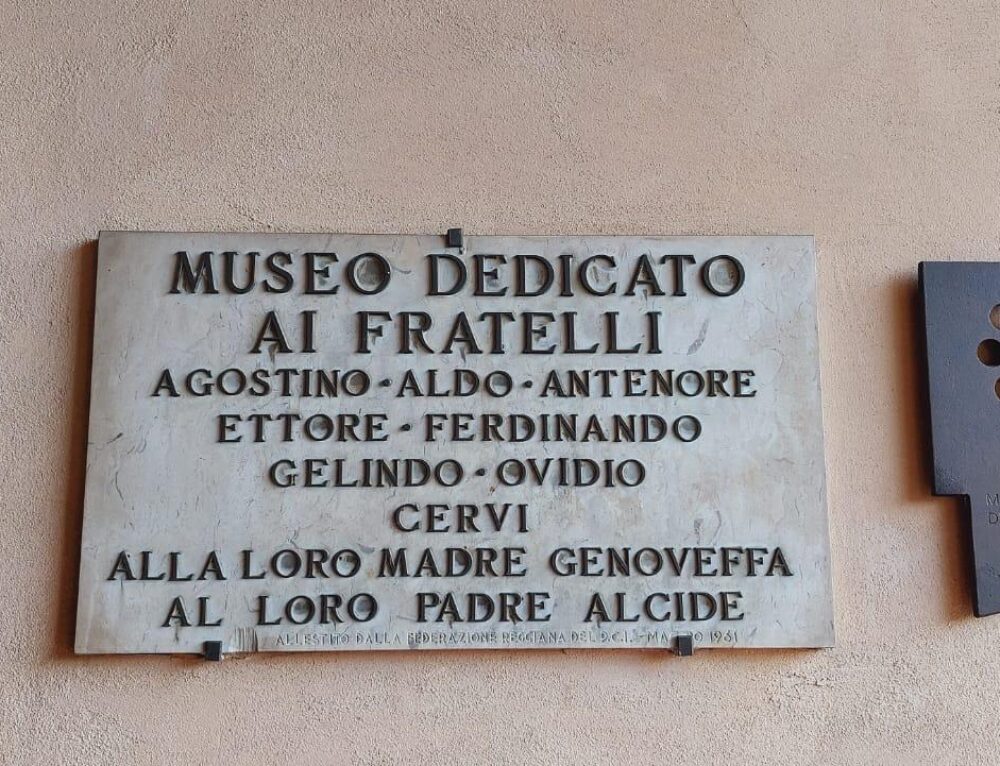 MUSEO DEDICATO
AI FRATELLI
AGOSTINO · ALDO · ANTENORE
ETTORE · FERDINANDO
GELINDO · OVIDIO
CERVI
ALLA LORO MADRE GENOVEFFA
AL LORO PADRE ALCIDE
ALLESTITO DALLA FEDERAZIONE REGGIANA DEL P.C.I. - 1961